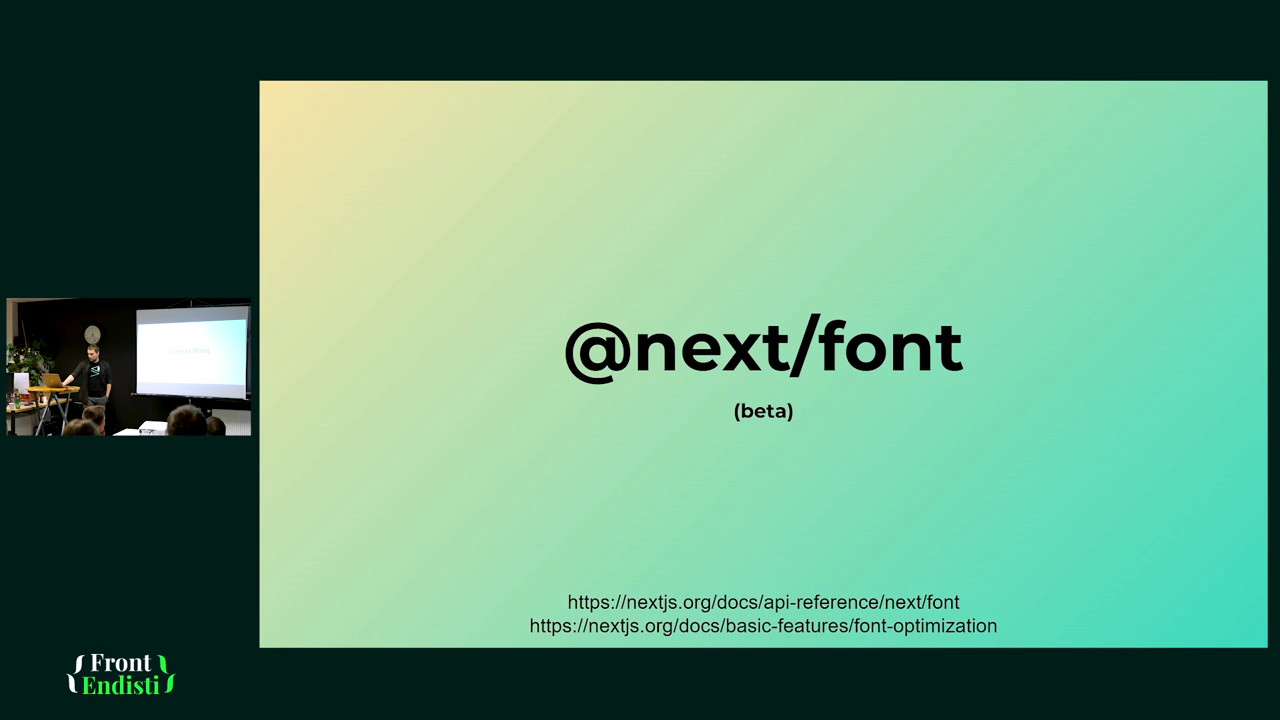 @next/font
(beta)
https://nextjs.org/docs/api-reference/next/font
https://nextjs.org/docs/basic-features/font-optimization
{Front}
{Endisti}